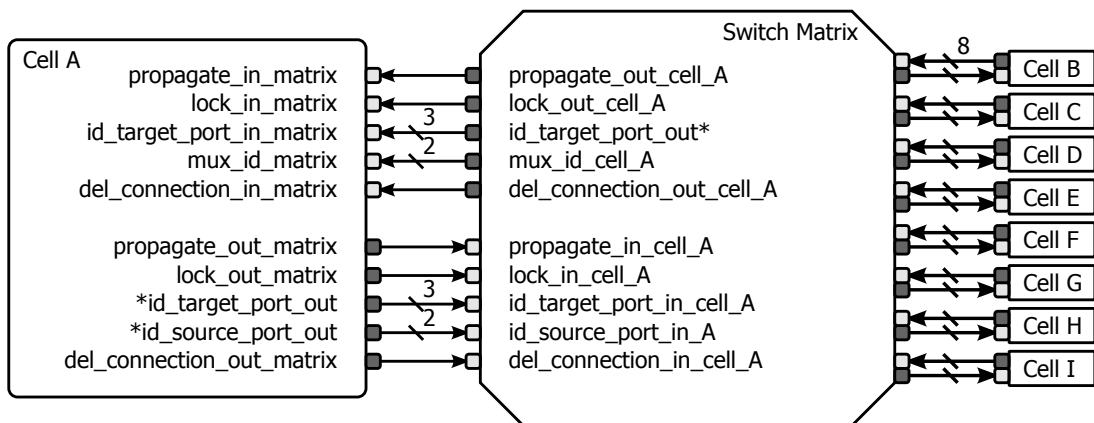 Cell A
propagate_in_matrix
lock_in_matrix
id_target_port_in_matrix
mux_id_matrix
del_connection_in_matrix
propagate_out_matrix
lock_out_matrix
*id_target_port_out
*id_source_port_out
del_connection_out_matrix
3
2
3
2
Switch Matrix
propagate_out_cell_A
lock_out_cell_A
id_target_port_out*
mux_id_cell_A
del_connection_out_cell_A
propagate_in_cell_A
lock_in_cell_A
id_target_port_in_cell_A
id_source_port_in_A
del_connection_in_cell_A
8
Cell B
Cell C
Cell D
Cell E
Cell F
Cell G
Cell H
Cell I